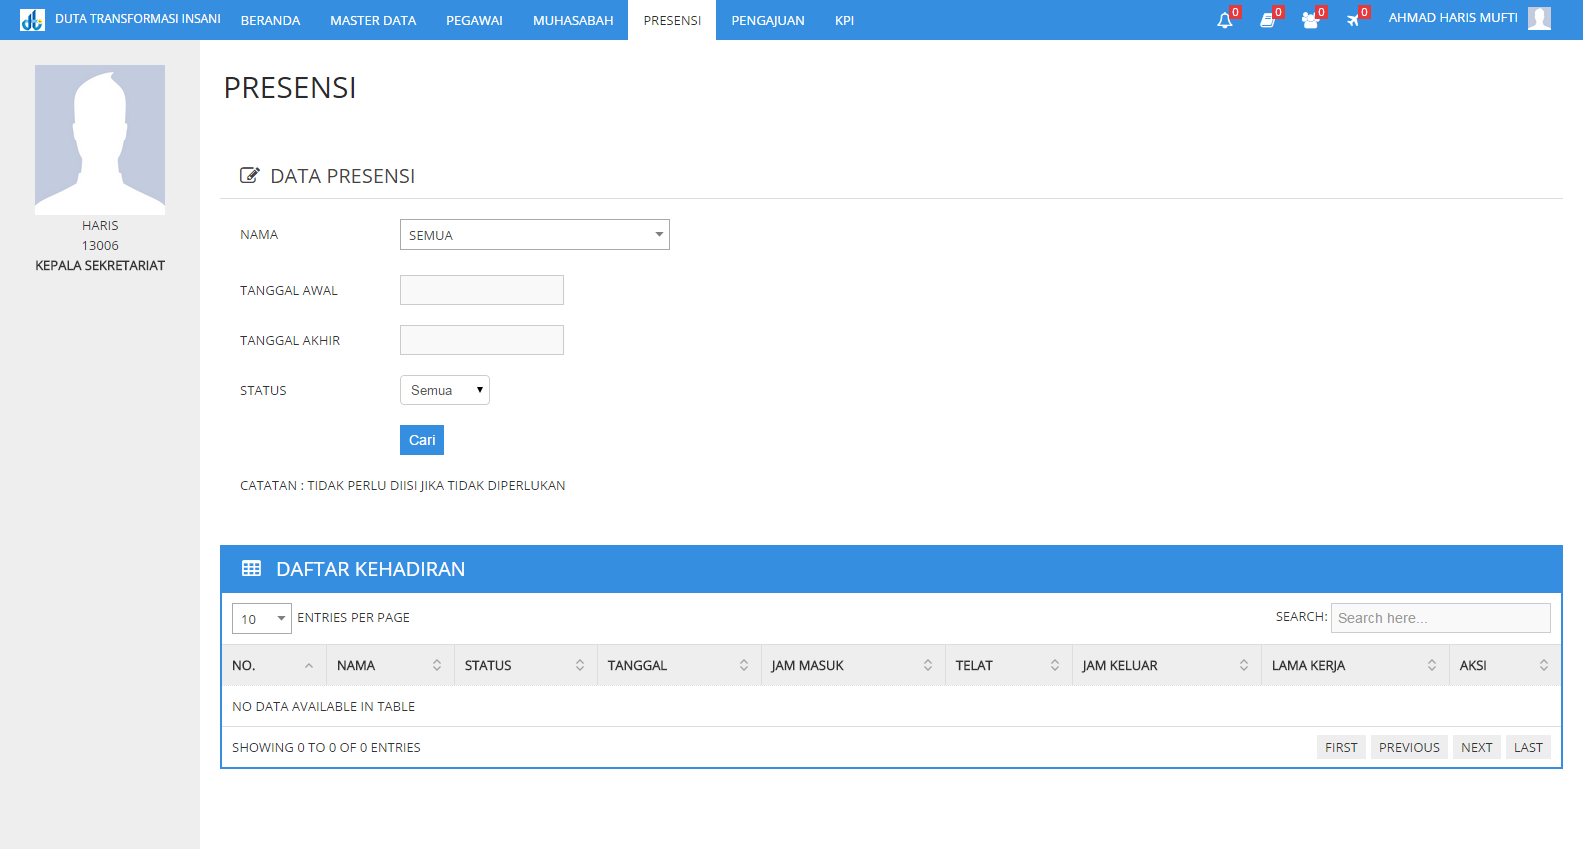 DUTA TRANSFORMASI INSANI BERANDA MASTER DATA PEGAWAI MUHASABAH PRESENSI PENGAJUAN KPI 0 0 0 0 AHMAD HARIS MUFTI
HARIS
13006
KEPALA SEKRETARIAT
PRESENSI
DATA PRESENSI
NAMA SEMUA
TANGGAL AWAL
TANGGAL AKHIR
STATUS Semua
Cari
CATATAN : TIDAK PERLU DIISI JIKA TIDAK DIPERLUKAN
DAFTAR KEHADIRAN
10 ENTRIES PER PAGE SEARCH: Search here...
NO. NAMA STATUS TANGGAL JAM MASUK TELAT JAM KELUAR LAMA KERJA AKSI
NO DATA AVAILABLE IN TABLE
SHOWING 0 TO 0 OF 0 ENTRIES FIRST PREVIOUS NEXT LAST